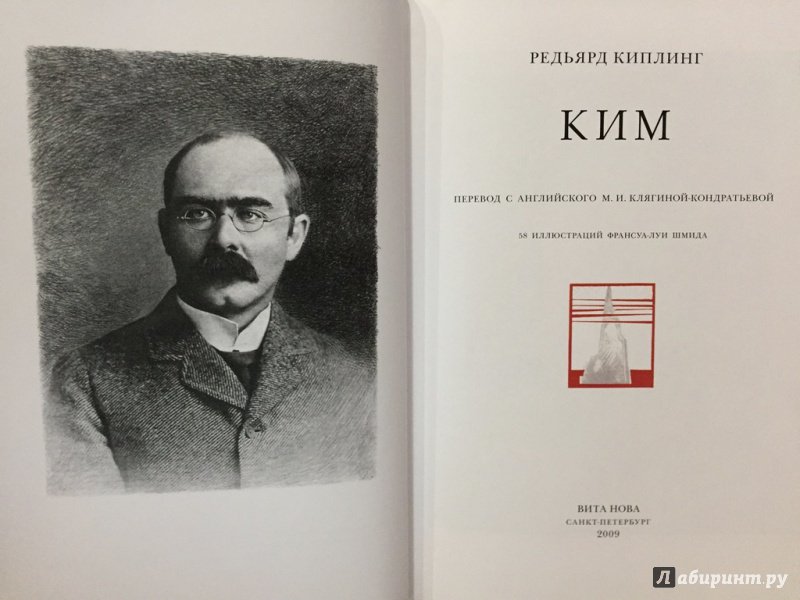 РЕДЬЯРД КИПЛИНГ
КИМ
ПЕРЕВОД С АНГЛИЙСКОГО М. И. КЛЯГИНОЙ-КОНДРАТЬЕВОЙ
58 ИЛЛЮСТРАЦИЙ ФРАНСУА-ЛУИ ШМИДА
ВИТА НОВА
САНКТ-ПЕТЕРБУРГ
2009
Лабиринт.ру